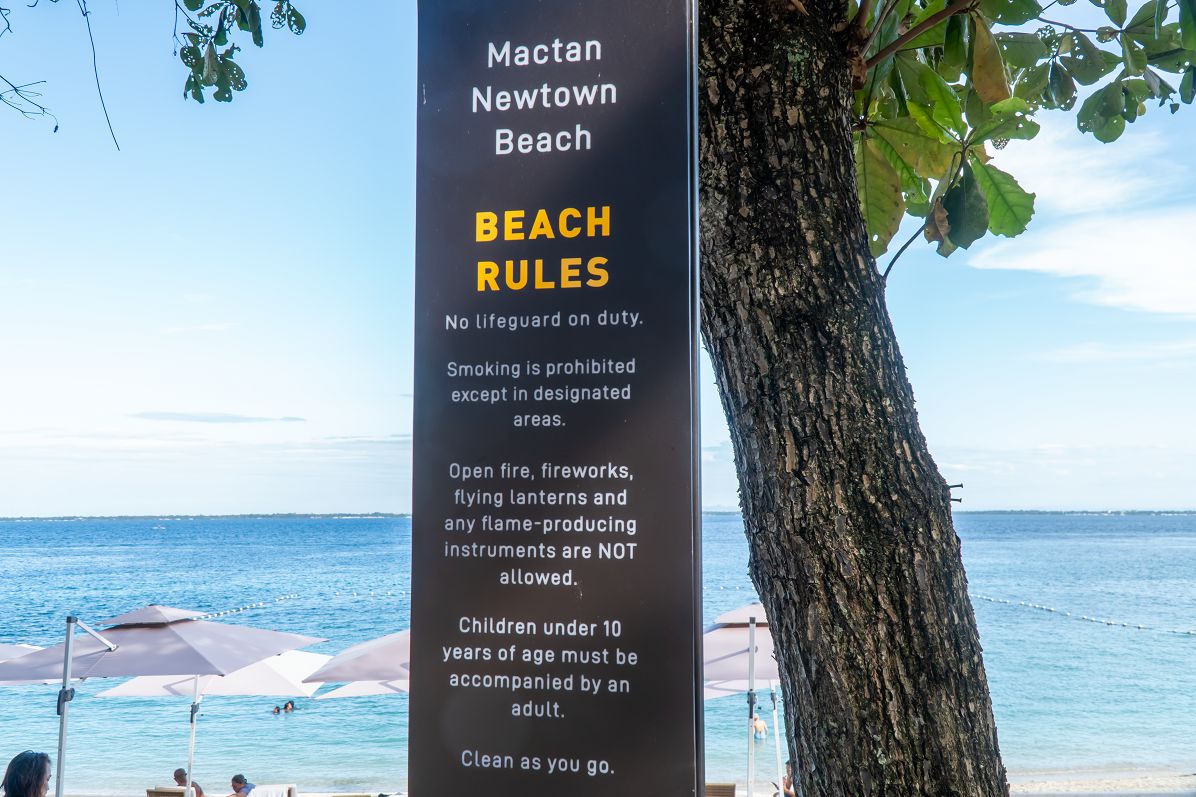 Mactan
Newtown
Beach
BEACH
RULES
No lifeguard on duty.
Smoking is prohibited
except in designated
areas.
Open fire, fireworks,
flying lanterns and
any flame-producing
instruments are NOT
allowed.
Children under 10
years of age must be
accompanied by an
adult.
Clean as you go.